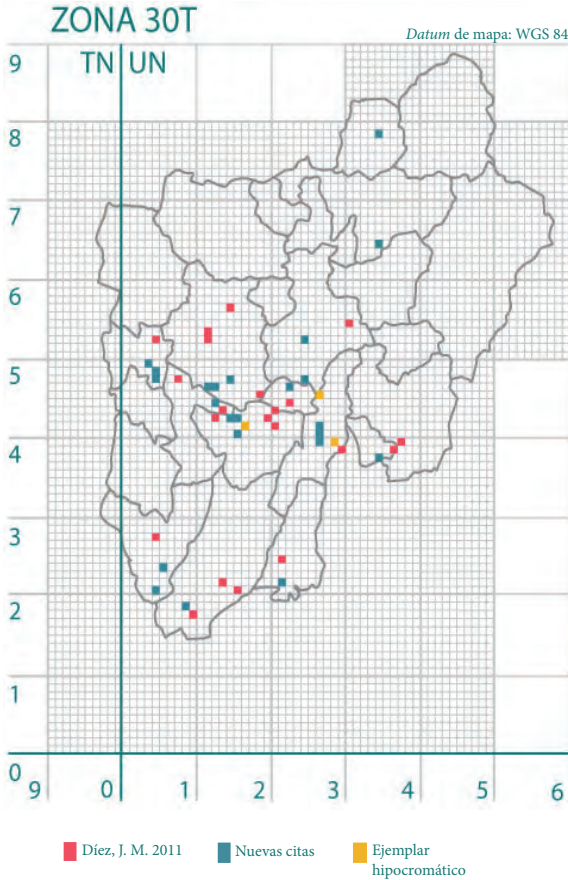 ZONA 30T
Datum de mapa: WGS 84
TN UN
9
8
7
6
5
4
3
2
1
0
9 0 1 2 3 4 5 6
Díez, J. M. 2011
Nuevas citas
Ejemplar
hipocromático